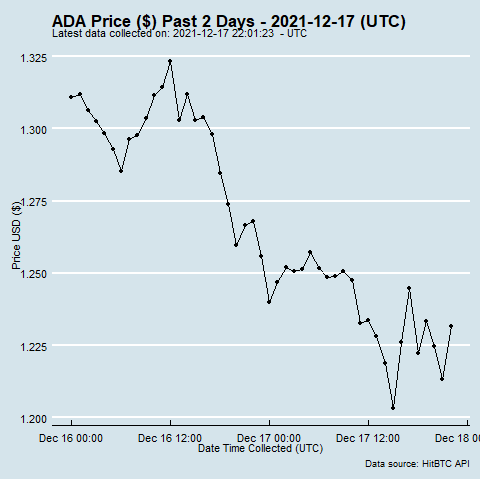 ADA Price ($) Past 2 Days - 2021-12-17 (UTC)
Latest data collected on: 2021-12-17 22:01:23 - UTC
1.325
1.300
1.275
1.250
1.225
1.200
Price USD ($)
Dec 16 00:00 Dec 16 12:00 Dec 17 00:00 Dec 17 12:00 Dec 18 0
Date Time Collected (UTC)
Data source: HitBTC API